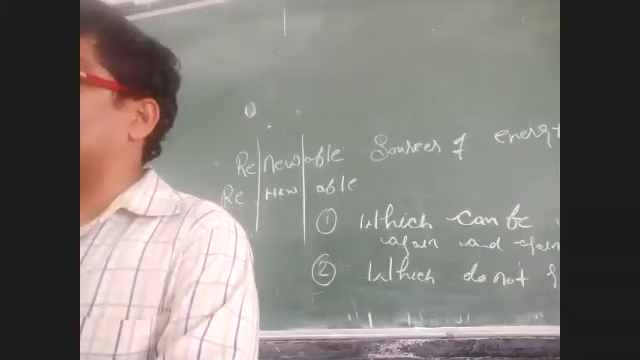 Re|new|able Sources of energy
Re|new|able
① Which can be
again and again
② Which do not